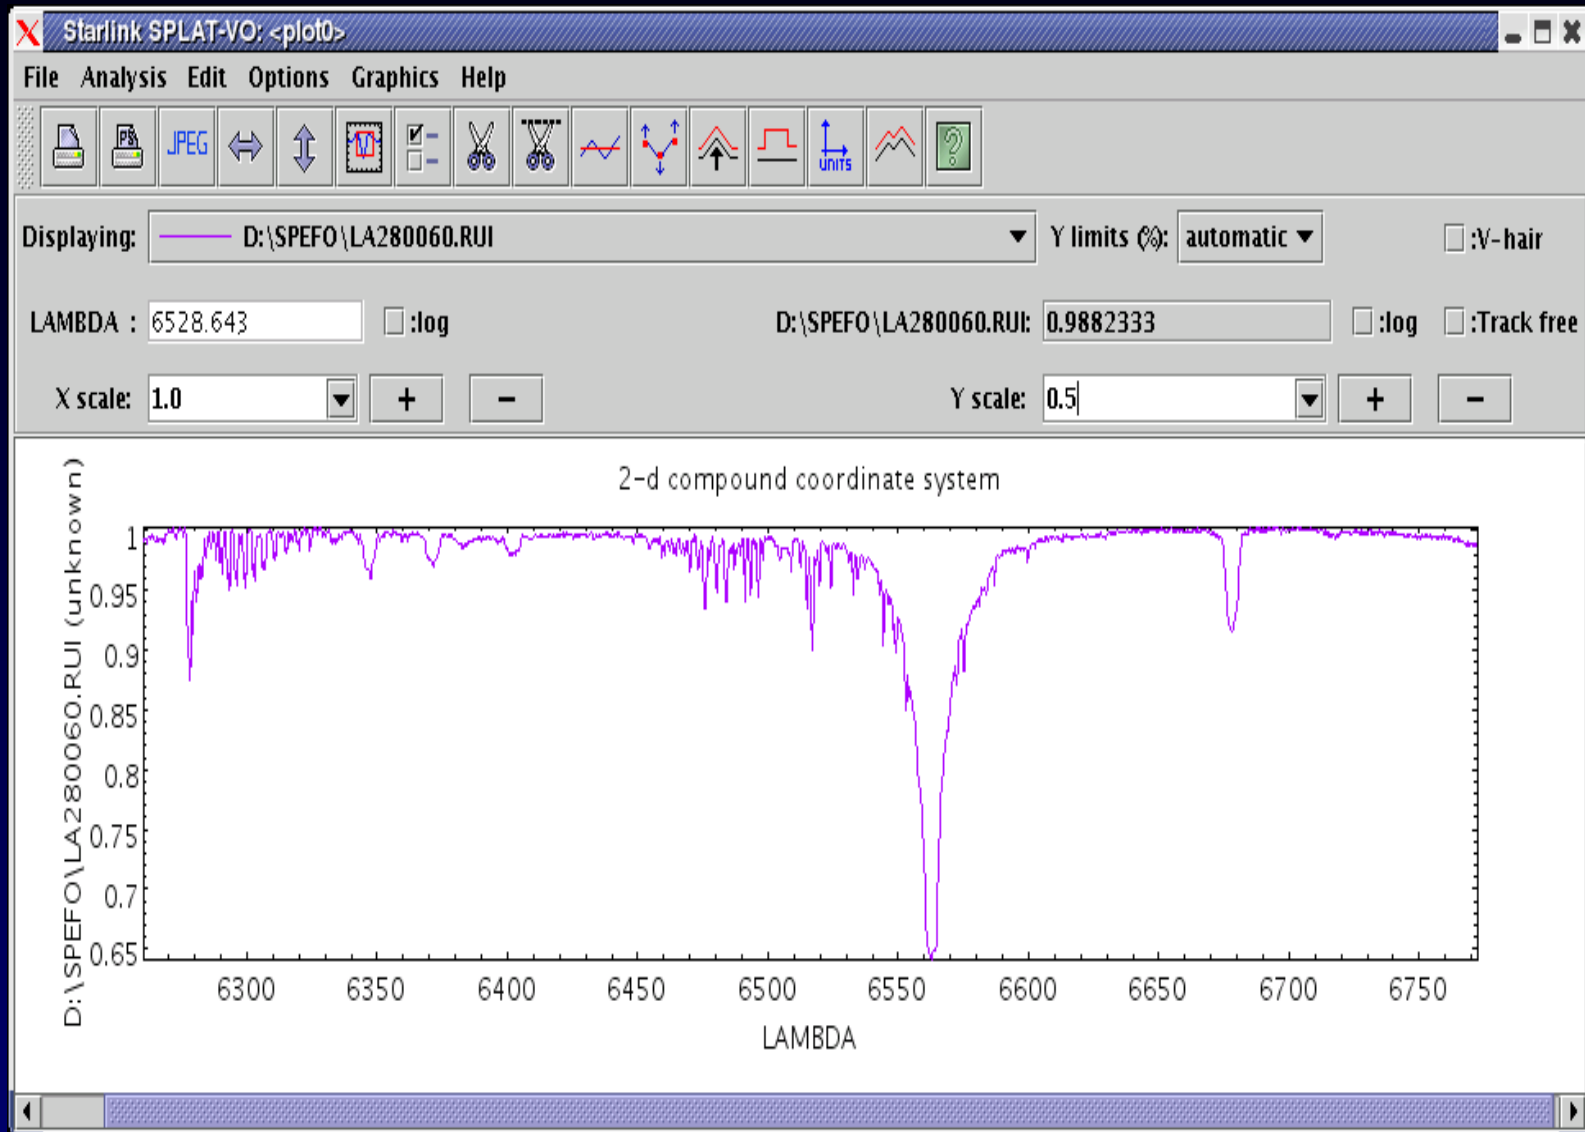 Starlink SPLAT-VO: <plot0>
File Analysis Edit Options Graphics Help
PS JPEG UNITS ?
Displaying: D:\SPEFO\LA280060.RUI Y limits (%): automatic :V-hair
LAMBDA : 6528.643 :log D:\SPEFO\LA280060.RUI: 0.9882333 :log :Track free
X scale: 1.0 + - Y scale: 0.5 + -
2-d compound coordinate system
D:\SPEFO\LA280060.RUI (unknown)
1
0.95
0.9
0.85
0.8
0.75
0.7
0.65
6300 6350 6400 6450 6500 6550 6600 6650 6700 6750
LAMBDA